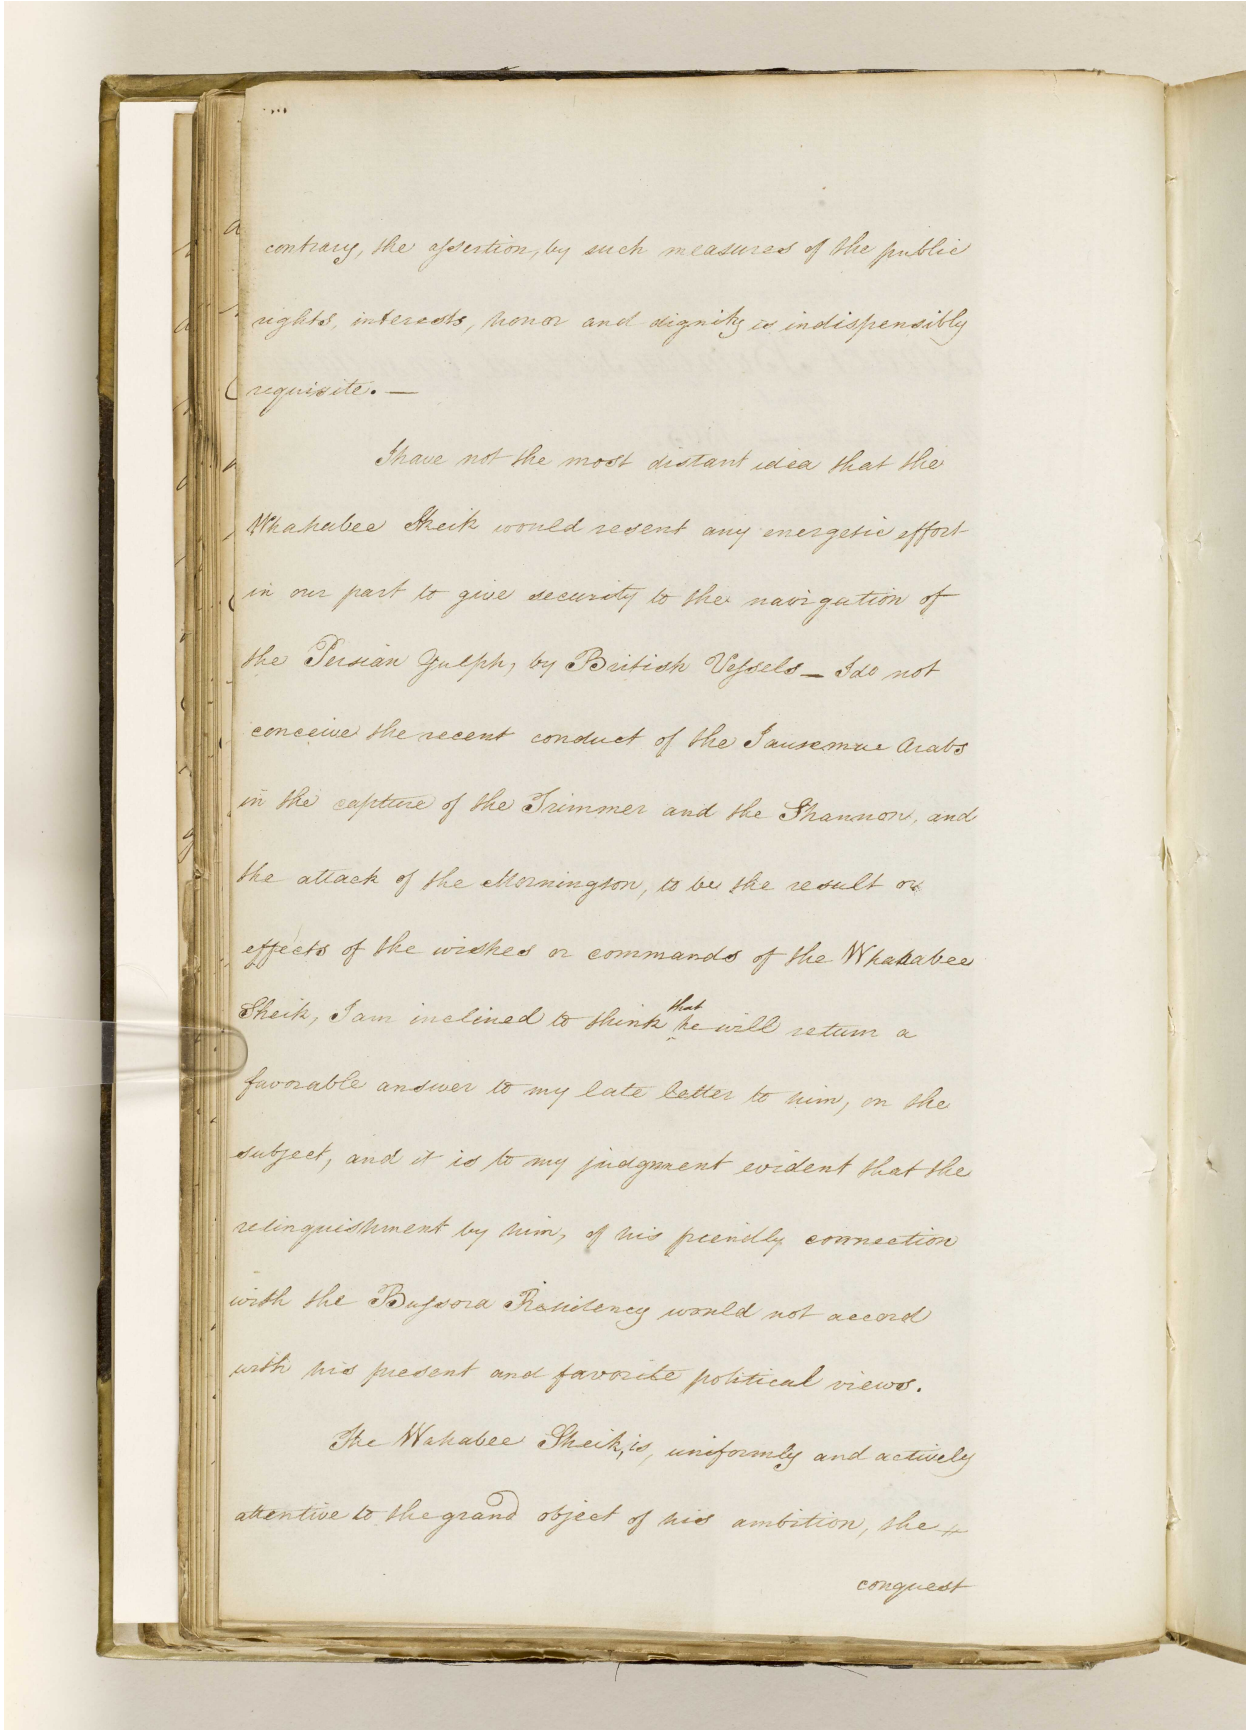 contrary, the assertion, by such measures of the public
rights, interests, honor and dignity is indispensibly
requisite. —
I have not the most distant idea that the
Whahabee Sheik would resent any energetic effort
in our part to give security to the navigation of
the Persian Gulph, by British Vessels — I do not
conceive the recent conduct of the Arabs
in the capture of the Trimmer and the Shannon, and
the attack of the Mornington, to be the result or
effects of the wishes or commands of the Whahabee
Sheik, I am inclined to think that he will return a
favorable answer to my late letter to him, on the
subject, and it is to my judgment evident that the
relinquishment by him, of his friendly connection
with the Bussora Residency would not accord
with his present and favorite political views.
The Wahabee Sheik, is, uniformly and actively
attentive to the grand object of his ambition, the
conquest